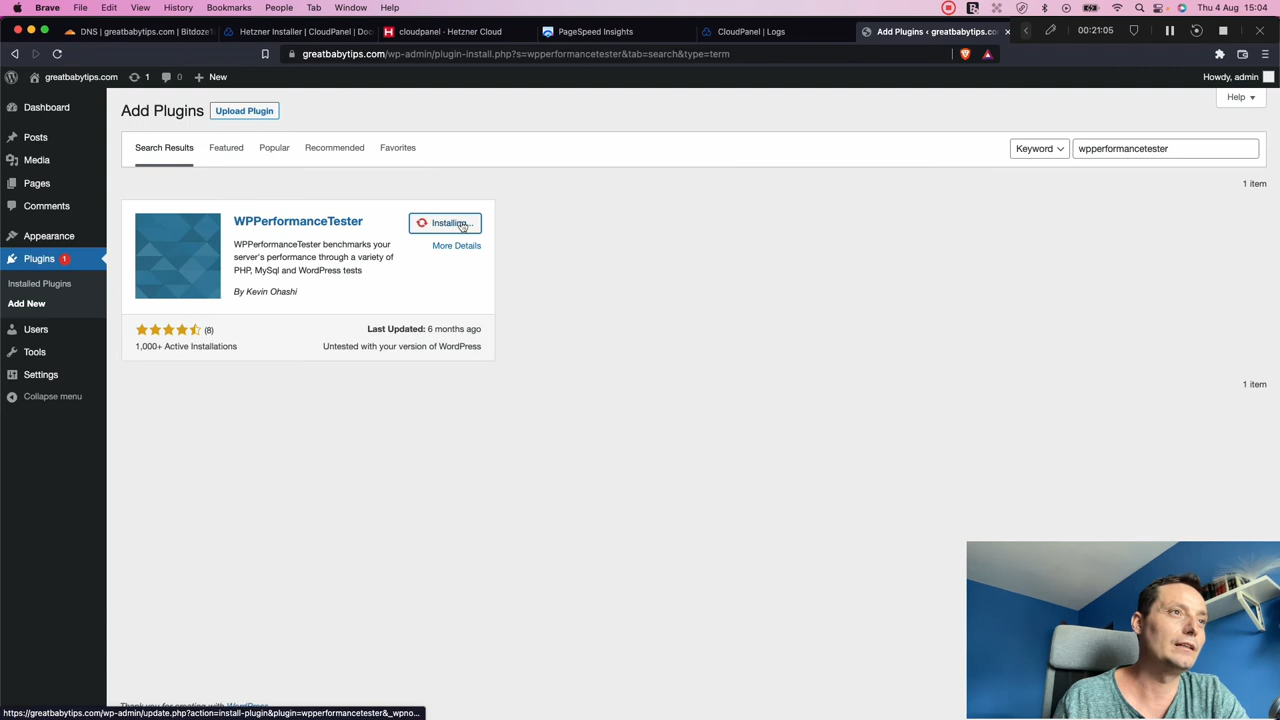 Brave File Edit View History Bookmarks People Tab Window Help
Thu 4 Aug 15:04
DNS | greatbabytips.com | Bitdoze
Hetzner Installer | CloudPanel | Doc
cloudpanel - Hetzner Cloud
PageSpeed Insights
CloudPanel | Logs
Add Plugins ‹ greatbabytips.com
00:21:05
greatbabytips.com/wp-admin/plugin-install.php?s=wpperformancetester&tab=search&type=term
greatbabytips.com 1 0 New
Howdy, admin
Dashboard
Posts
Media
Pages
Comments
Appearance
Plugins 1
Installed Plugins
Add New
Users
Tools
Settings
Collapse menu
Add Plugins Upload Plugin
Help
Search Results Featured Popular Recommended Favorites
Keyword wpperformancetester
1 item
WPPerformanceTester
Installing...
More Details
WPPerformanceTester benchmarks your
server's performance through a variety of
PHP, MySql and WordPress tests
By Kevin Ohashi
(8)
Last Updated: 6 months ago
1,000+ Active Installations
Untested with your version of WordPress
1 item
Thank you for creating with WordPress
https://greatbabytips.com/wp-admin/update.php?action=install-plugin&plugin=wpperformancetester&_wpno...